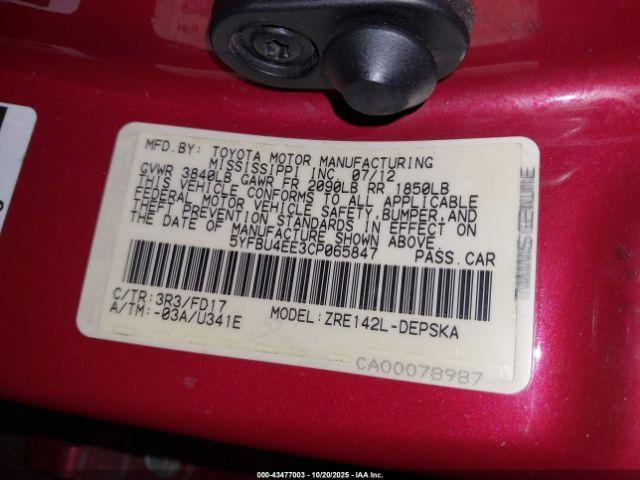 MFD.BY: TOYOTA MOTOR MANUFACTURING
MISSISSIPPI INC. 07/12
GVWR 3840LB GAWR FR 2090LB RR 1850LB
THIS VEHICLE CONFORMS TO ALL APPLICABLE
FEDERAL MOTOR VEHICLE SAFETY,BUMPER,AND
THEFT PREVENTION STANDARDS IN EFFECT ON
THE DATE OF MANUFACTURE SHOWN ABOVE.
5YFBU4EE3CP065847 PASS.CAR
C/TR:3R3/FD17
A/TM:-03A/U341E MODEL:ZRE142L-DEPSKA
CA00078987
GENUINE
000-43477003 - 10/20/2025 - IAA Inc.